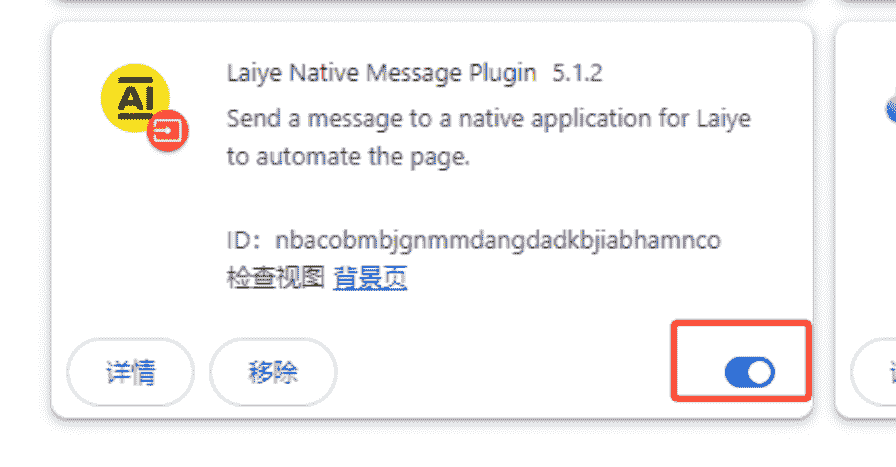 AI
Laiye Native Message Plugin 5.1.2
Send a message to a native application for Laiye
to automate the page.
ID：nbacobmbjgnmmdangdadkbjiabhamnco
检查视图 背景页
详情 移除